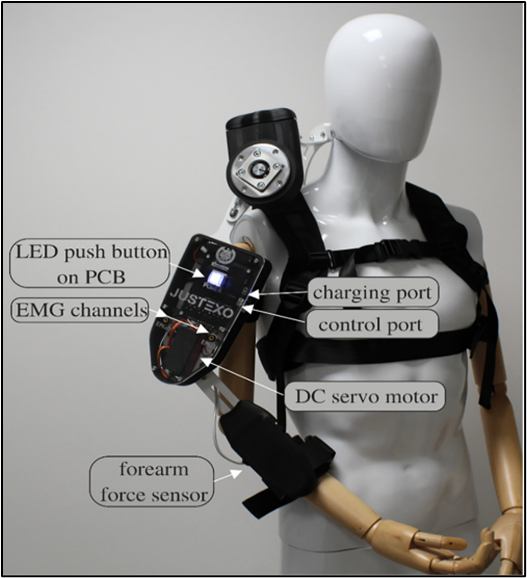 LED push button
on PCB
EMG channels
JUSTEXO
charging port
control port
DC servo motor
forearm
force sensor